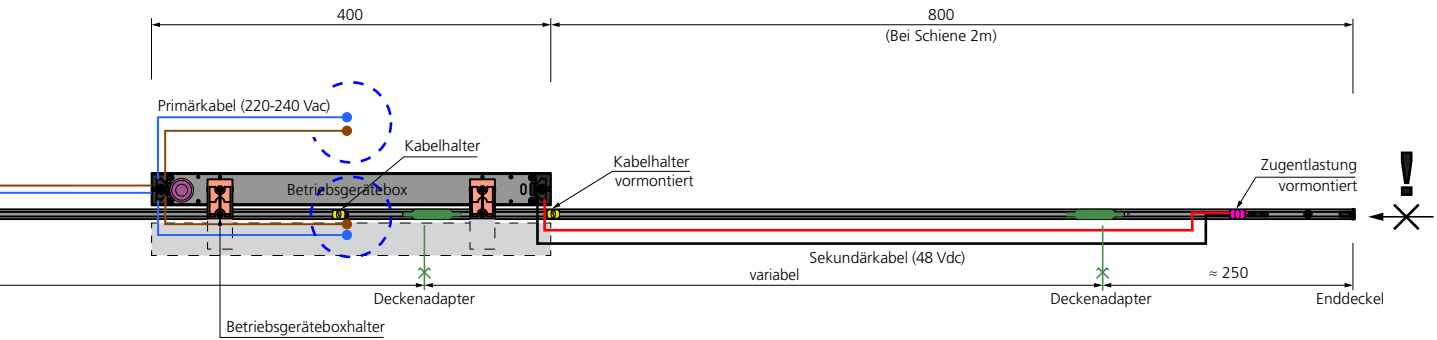 400
800
(Bei Schiene 2m)
Primärkabel (220-240 Vac)
Kabelhalter
Kabelhalter
vormontiert
Zugentlastung
vormontiert
!
Betriebsgerätebox
Sekundärkabel (48 Vdc)
variabel
≈ 250
Deckenadapter
Deckenadapter
Enddeckel
Betriebsgeräteboxhalter